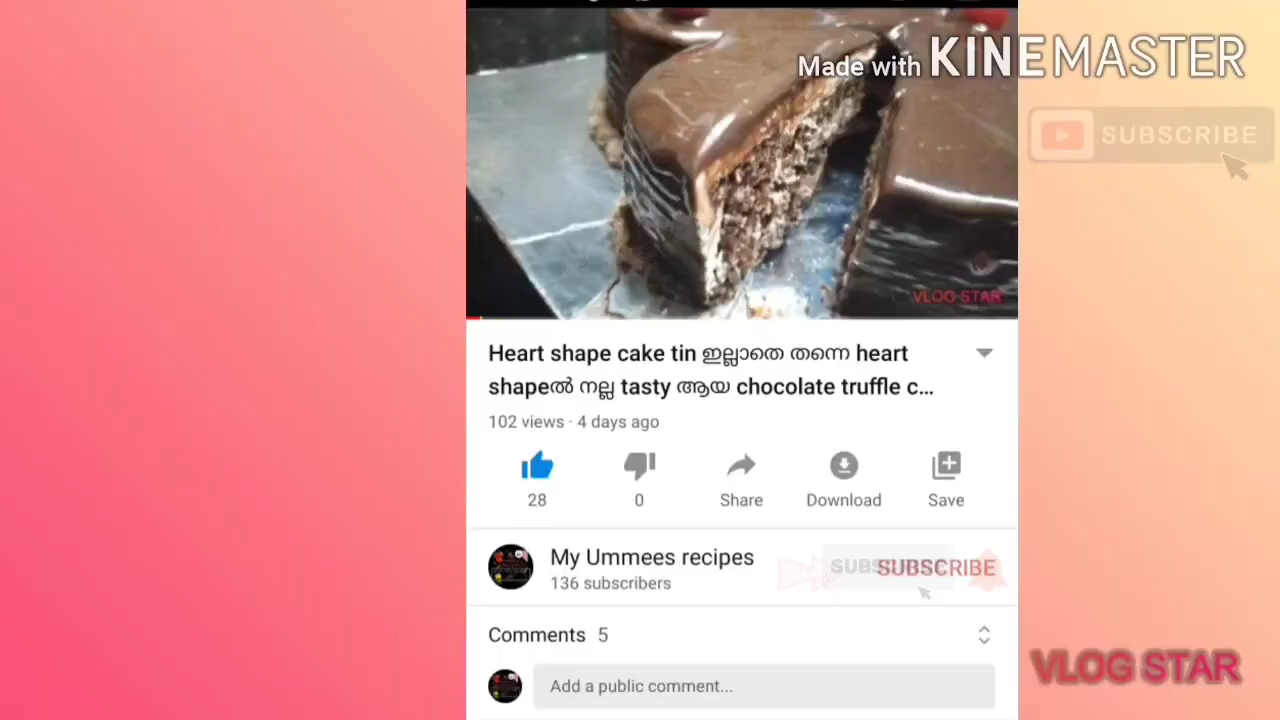 Made with KINEMASTER
SUBSCRIBE
VLOG STAR
Heart shape cake tin ഇല്ലാതെ തന്നെ heart
shapeൽ നല്ല tasty ആയ chocolate truffle c...
102 views · 4 days ago
28
0
Share
Download
Save
My Ummees recipes
136 subscribers
SUBSCRIBE
SUBSCRIBE
Comments 5
Add a public comment...
VLOG STAR